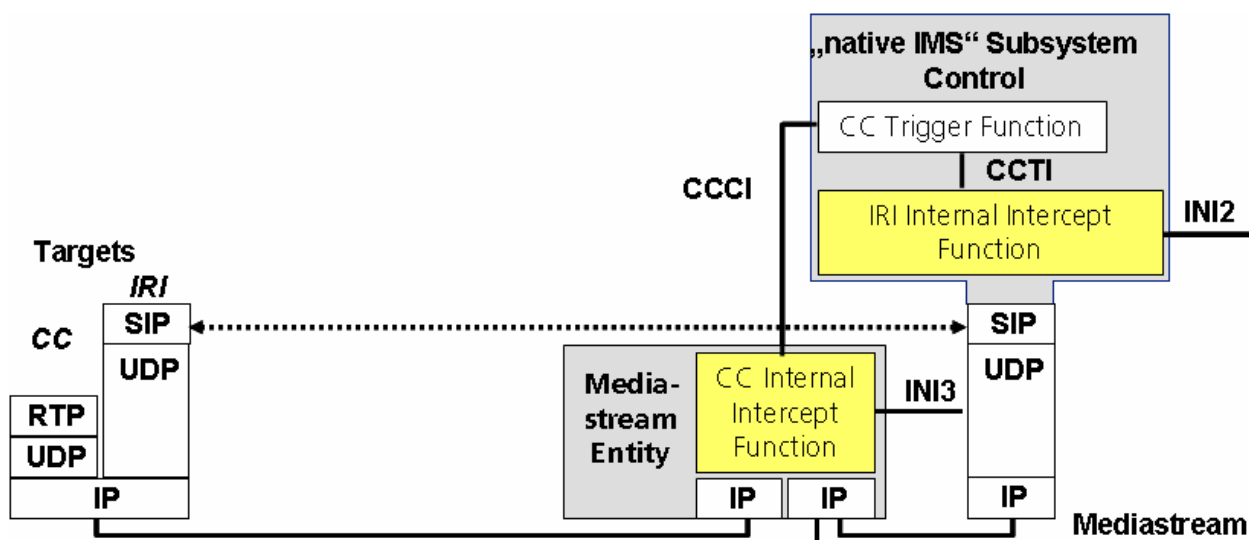 „native IMS“ Subsystem
Control
CC Trigger Function
CCCI
CCTI
IRI Internal Intercept
Function
INI2
Targets
IRI
SIP
SIP
CC
UDP
UDP
Media-
stream
Entity
CC Internal
Intercept
Function
INI3
RTP
UDP
IP
IP
IP
IP
Mediastream